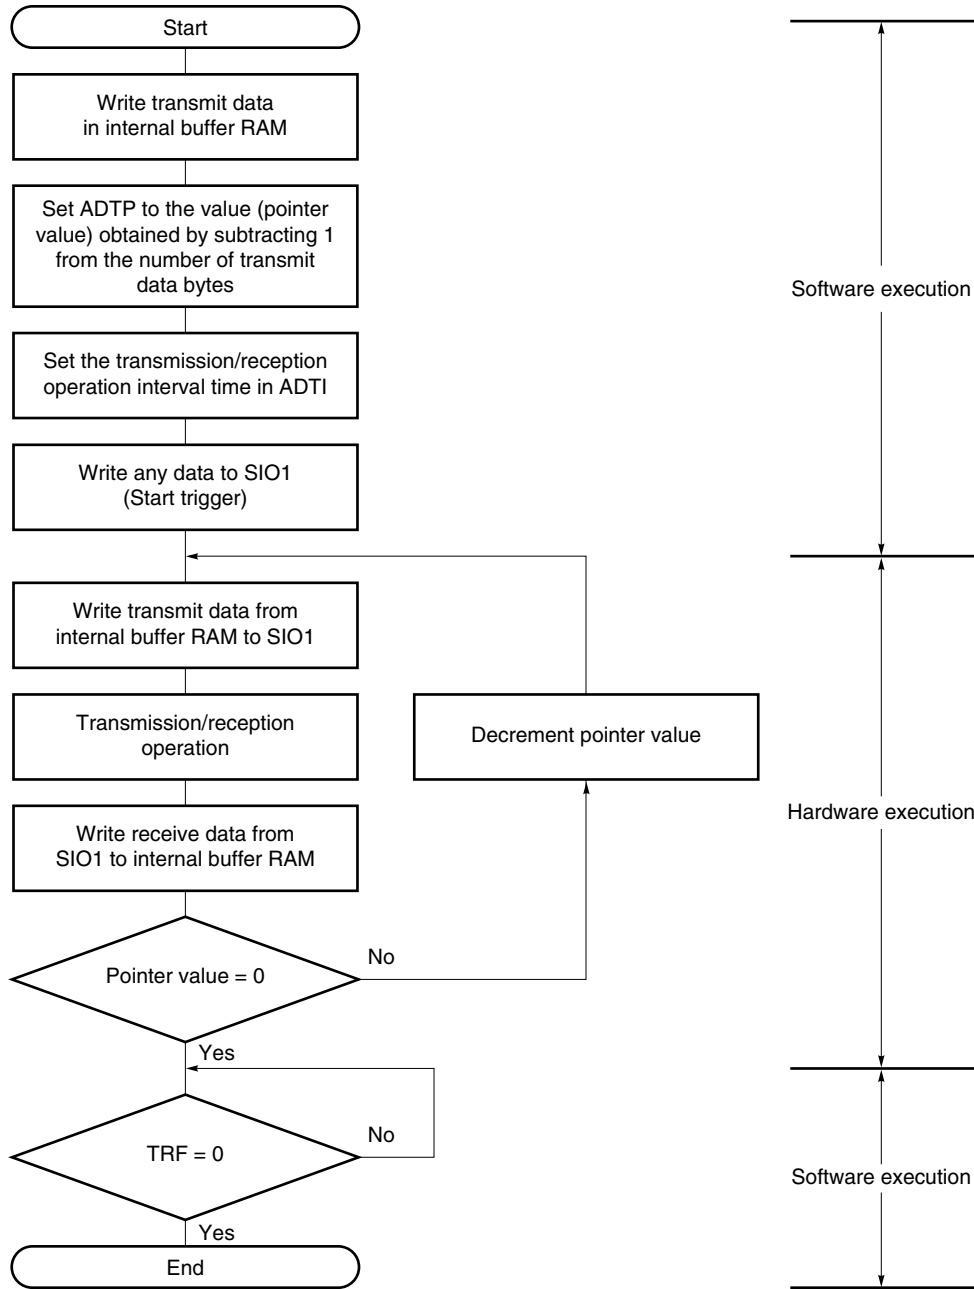 Start
Write transmit data
in internal buffer RAM
Set ADTP to the value (pointer
value) obtained by subtracting 1
from the number of transmit
data bytes
Software execution
Set the transmission/reception
operation interval time in ADTI
Write any data to SIO1
(Start trigger)
Write transmit data from
internal buffer RAM to SIO1
Transmission/reception
operation
Decrement pointer value
Hardware execution
Write receive data from
SIO1 to internal buffer RAM
Pointer value = 0
No
Yes
TRF = 0
No
Software execution
Yes
End